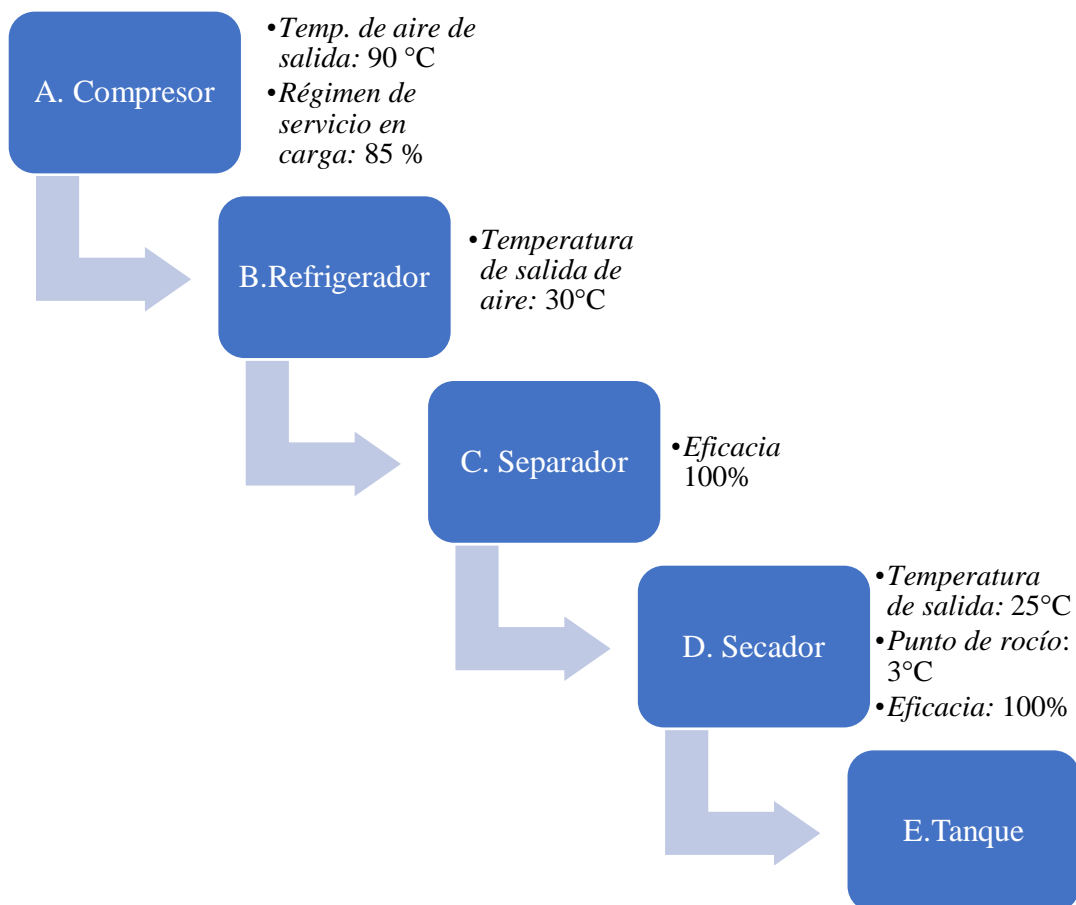 A. Compresor
•Temp. de aire de
salida: 90 °C
•Régimen de
servicio en
carga: 85 %
B.Refrigerador
•Temperatura
de salida de
aire: 30°C
C. Separador
•Eficacia
100%
D. Secador
•Temperatura
de salida: 25°C
•Punto de rocío:
3°C
•Eficacia: 100%
E.Tanque